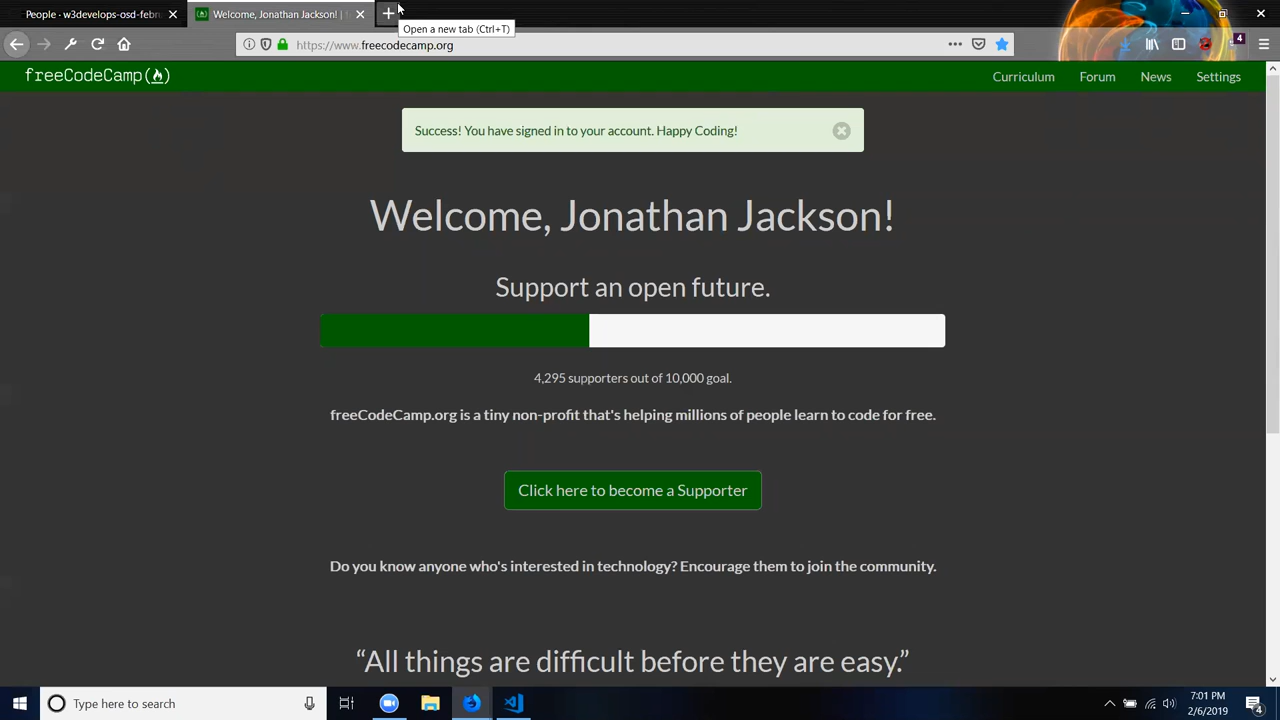 People - w3develops-osd-febru
Welcome, Jonathan Jackson! |
Open a new tab (Ctrl+T)
https://www.freecodecamp.org
4
freeCodeCamp
Curriculum
Forum
News
Settings
Success! You have signed in to your account. Happy Coding!
Welcome, Jonathan Jackson!
Support an open future.
4,295 supporters out of 10,000 goal.
freeCodeCamp.org is a tiny non-profit that's helping millions of people learn to code for free.
Click here to become a Supporter
Do you know anyone who's interested in technology? Encourage them to join the community.
“All things are difficult before they are easy.”
Type here to search
7:01 PM
2/6/2019
4